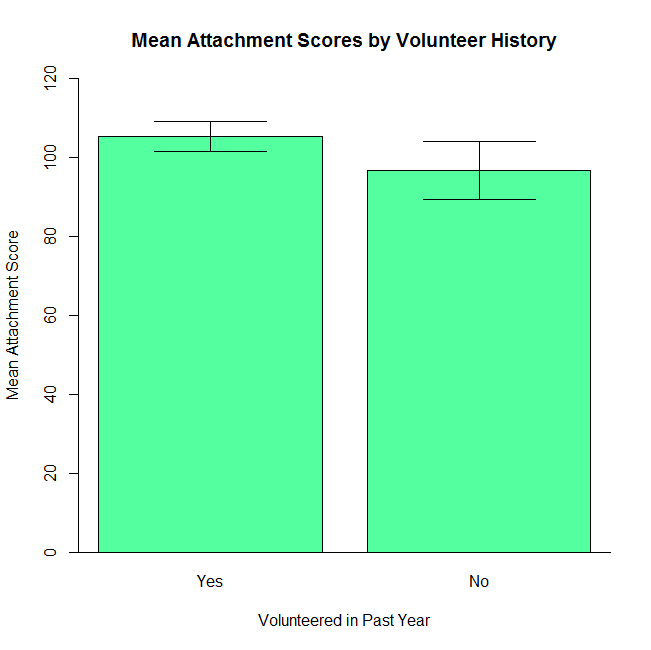 Mean Attachment Scores by Volunteer History
Mean Attachment Score
120
100
80
60
40
20
0
Yes No
Volunteered in Past Year